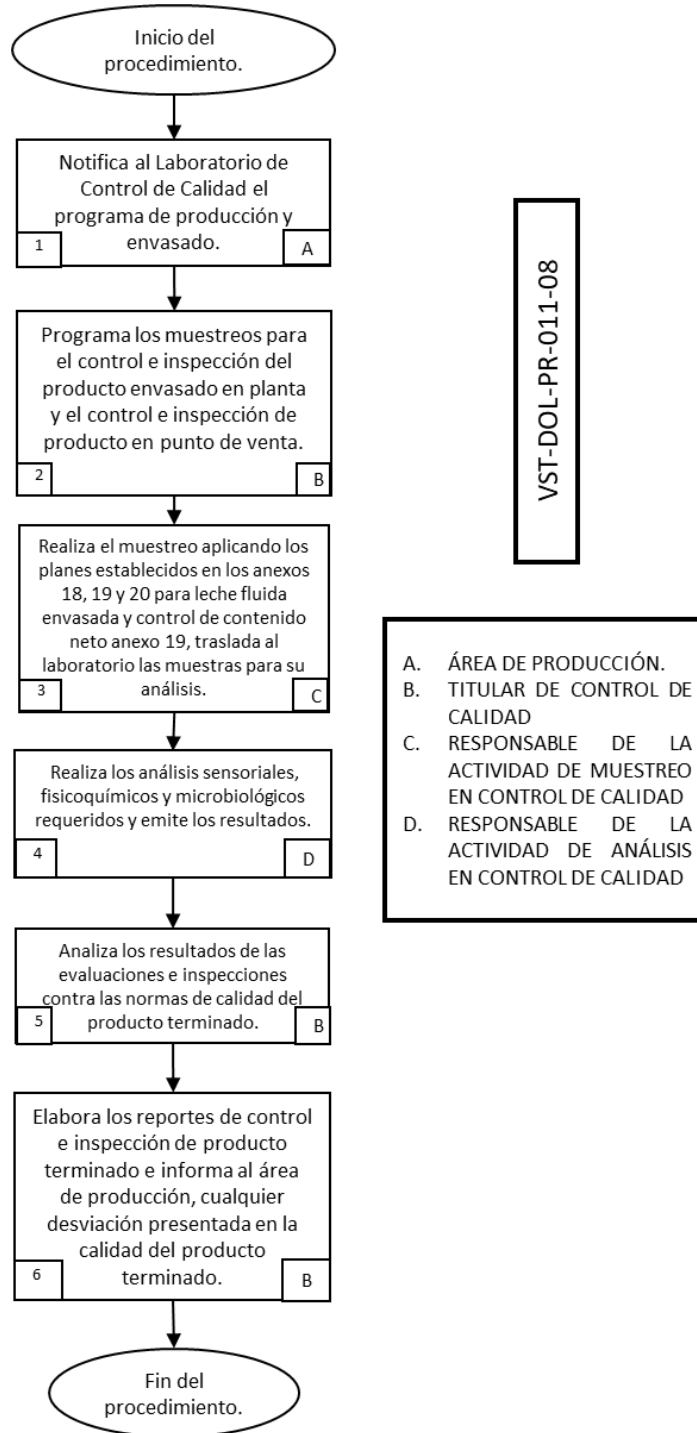 Inicio del
procedimiento.
Notifica al Laboratorio de
Control de Calidad el
programa de producción y
envasado.
1
A
Programa los muestreos para
el control e inspección del
producto envasado en planta
y el control e inspección de
producto en punto de venta.
2
B
Realiza el muestreo aplicando los
planes establecidos en los anexos
18, 19 y 20 para leche fluida
envasada y control de contenido
neto anexo 19, traslada al
laboratorio las muestras para su
análisis.
3
C
Realiza los análisis sensoriales,
fisicoquímicos y microbiológicos
requeridos y emite los resultados.
4
D
Analiza los resultados de las
evaluaciones e inspecciones
contra las normas de calidad del
producto terminado.
5
B
Elabora los reportes de control
e inspección de producto
terminado e informa al área
de producción, cualquier
desviación presentada en la
calidad del producto
terminado.
6
B
Fin del
procedimiento.
VST-DOL-PR-011-08
A. ÁREA DE PRODUCCIÓN.
B. TITULAR DE CONTROL DE
CALIDAD
C. RESPONSABLE DE LA
ACTIVIDAD DE MUESTREO
EN CONTROL DE CALIDAD
D. RESPONSABLE DE LA
ACTIVIDAD DE ANÁLISIS
EN CONTROL DE CALIDAD